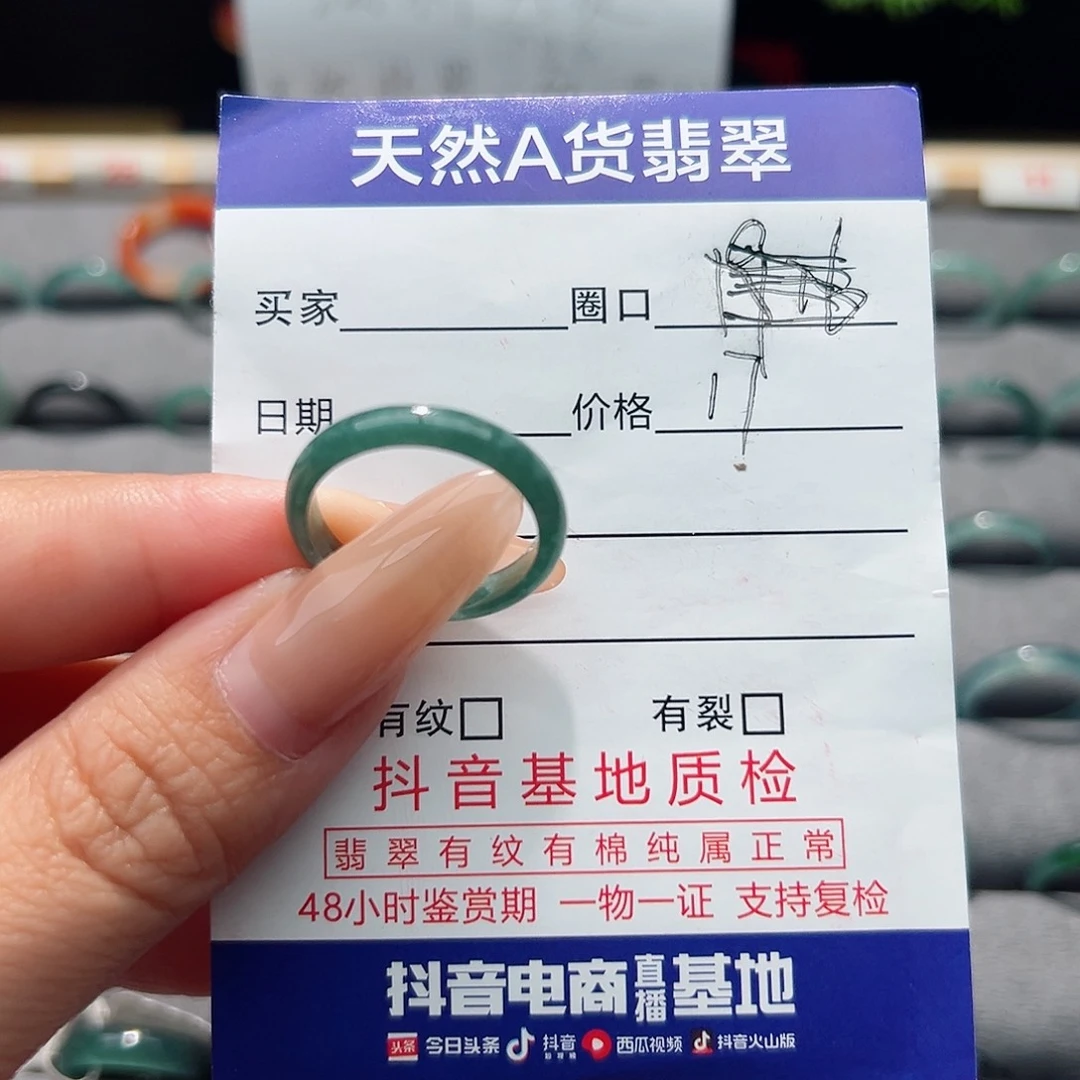 天然A货翡翠
买家 圈口
日期 价格
有纹□ 有裂□
抖音基地质检
翡翠有纹有棉纯属正常
48小时鉴赏期 一物一证 支持复检
抖音电商直播基地
头条 今日头条 抖音 西瓜视频 抖音火山版